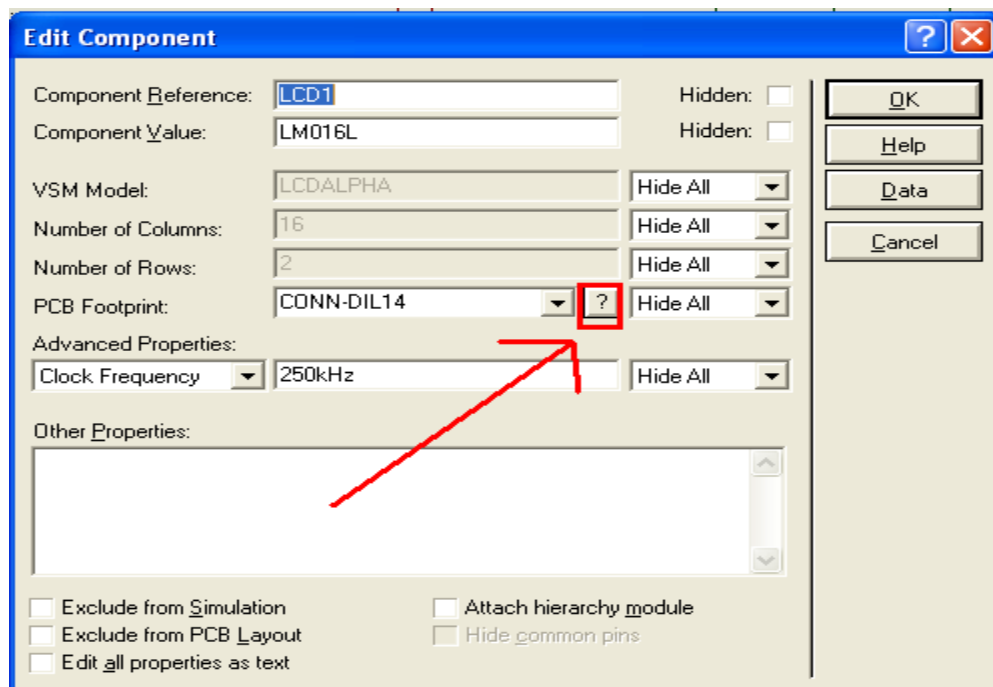 Edit Component
Component Reference: LCD1 Hidden:
Component Value: LM016L Hidden:
VSM Model: LCDALPHA Hide All
Number of Columns: 16 Hide All
Number of Rows: 2 Hide All
PCB Footprint: CONN-DIL14 ? Hide All
Advanced Properties:
Clock Frequency 250kHz Hide All
Other Properties:
Exclude from Simulation Attach hierarchy module
Exclude from PCB Layout Hide common pins
Edit all properties as text
OK
Help
Data
Cancel